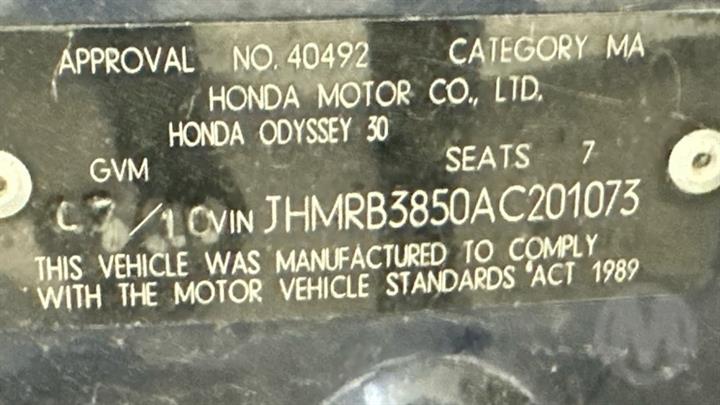 APPROVAL NO. 40492 CATEGORY MA
HONDA MOTOR CO., LTD.
HONDA ODYSSEY 30
GVM SEATS 7
/10 VIN JHMRB3850AC201073
THIS VEHICLE WAS MANUFACTURED TO COMPLY
WITH THE MOTOR VEHICLE STANDARDS ACT 1989